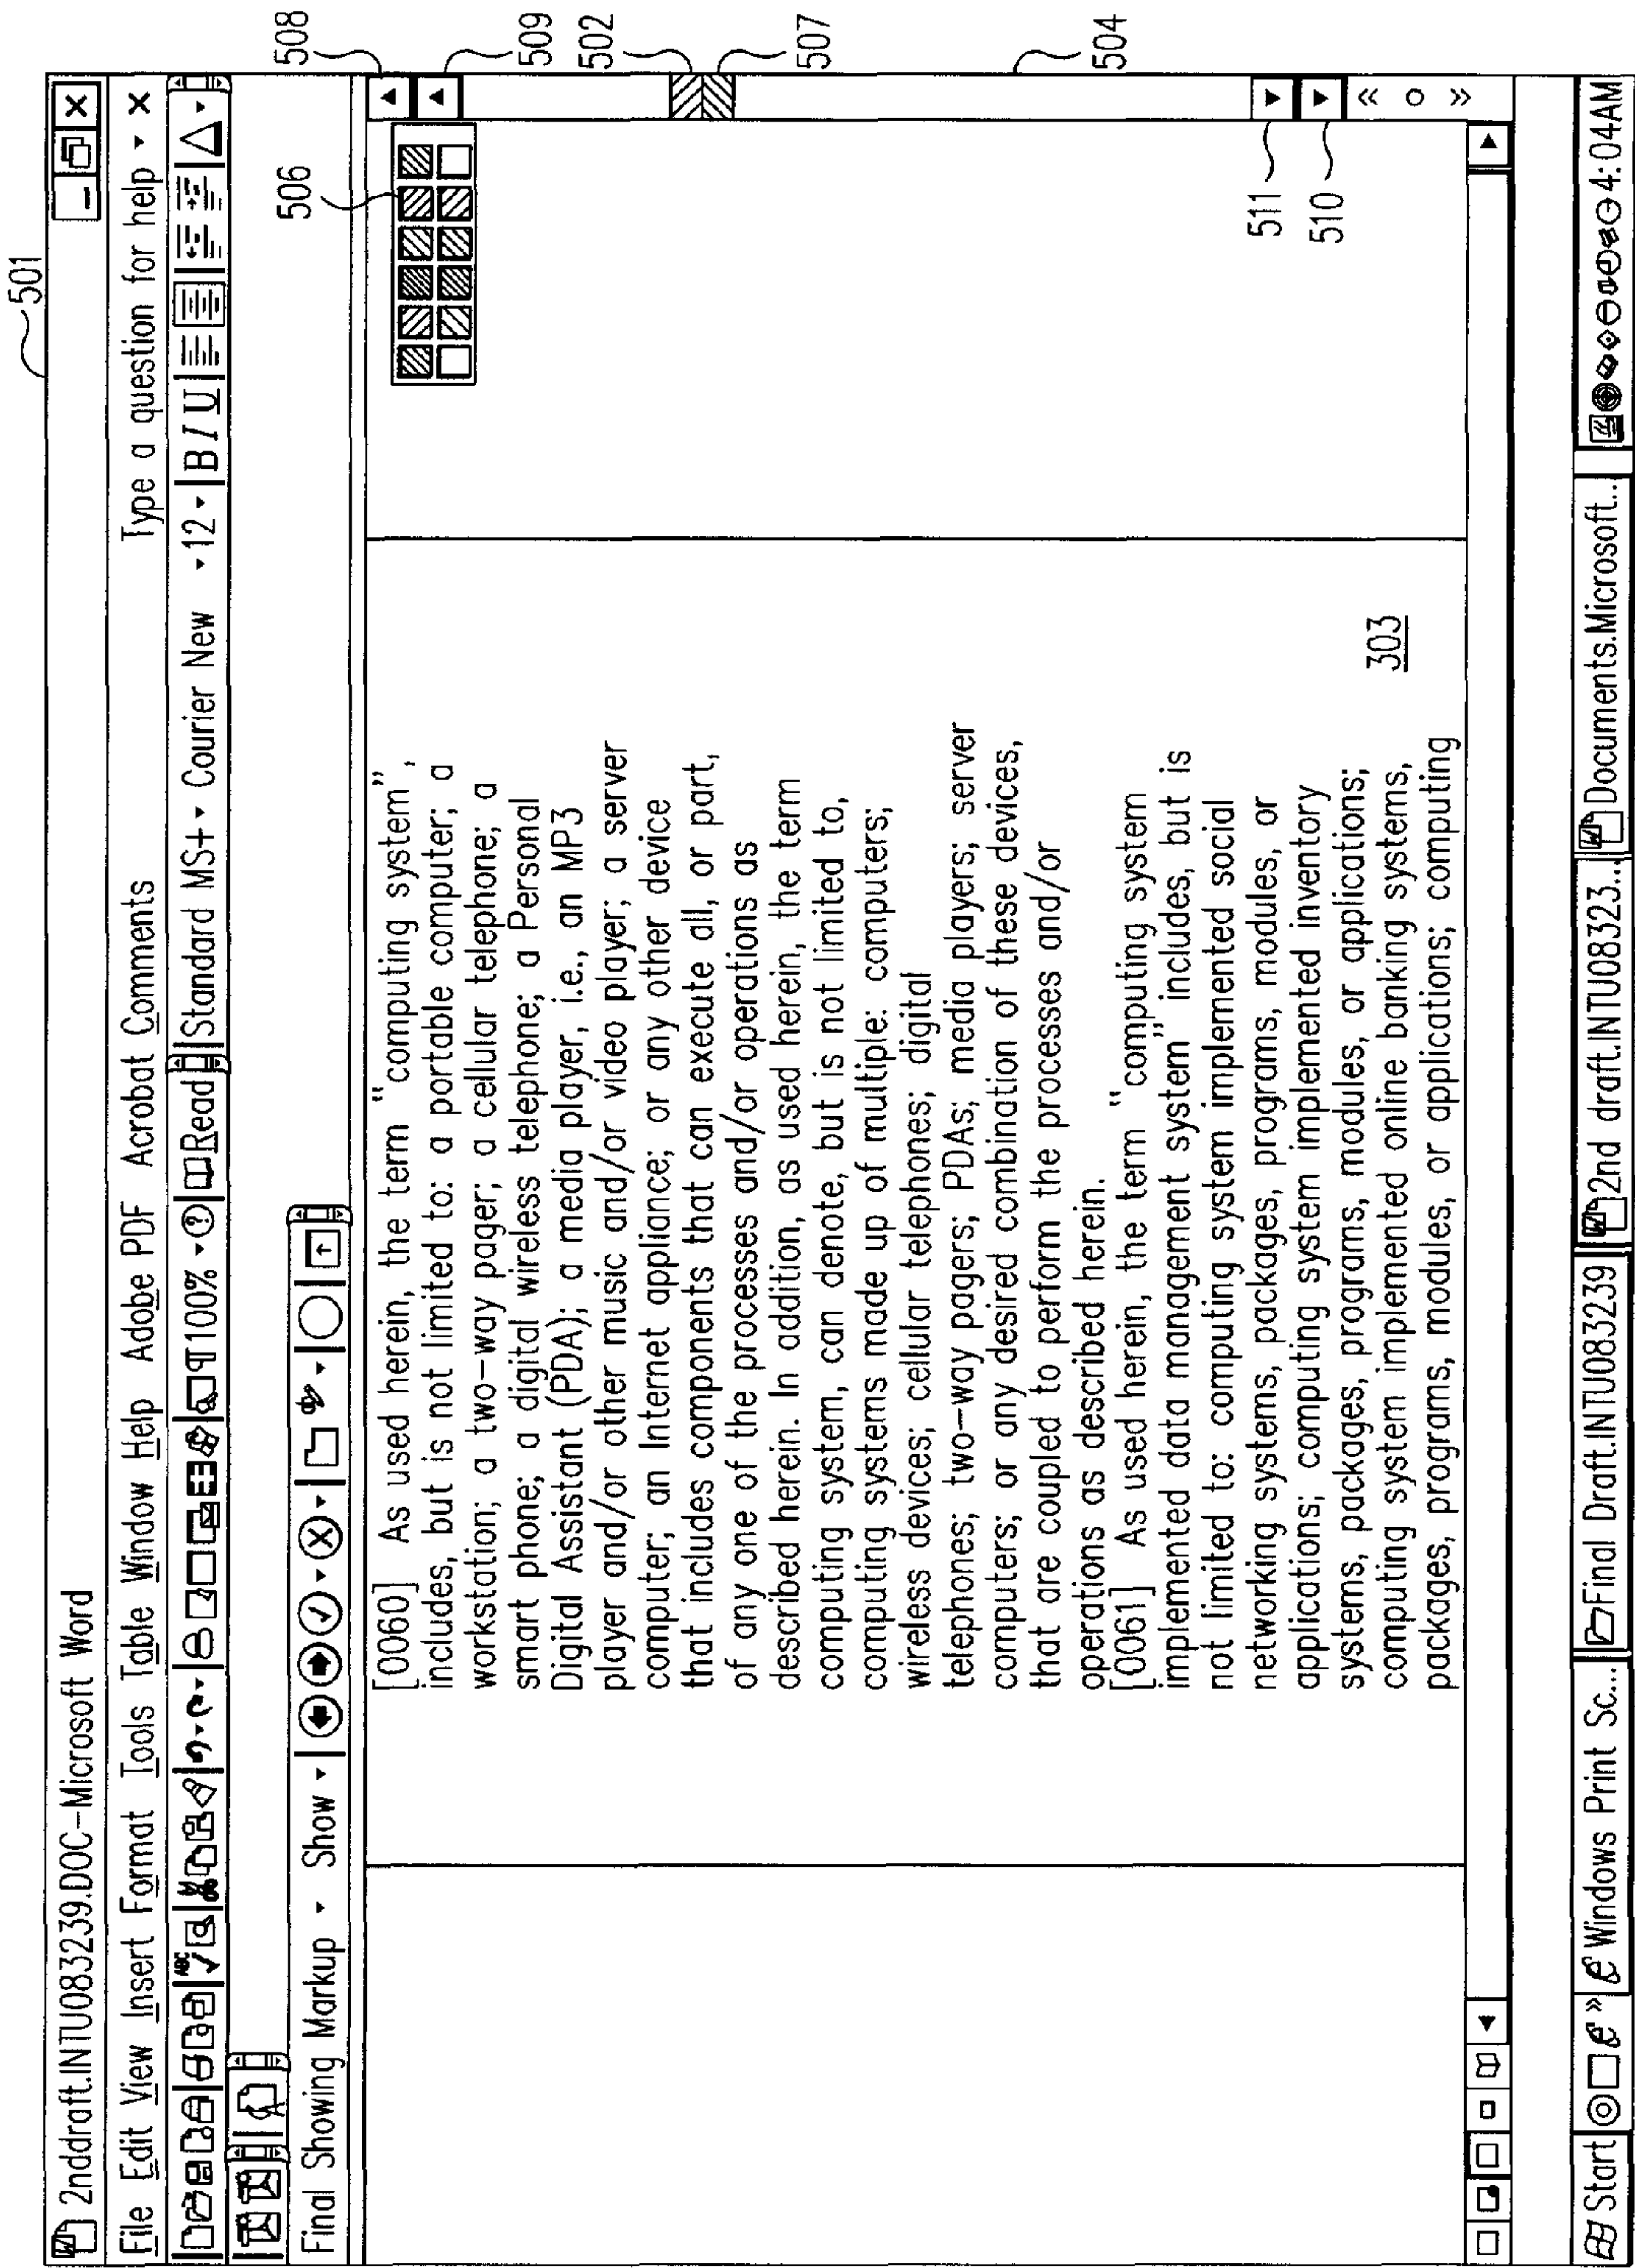 501
2nddraft.INTU083239.DOC-Microsoft Word
File Edit View Insert Format Tools Table Window Help Adobe PDF Acrobat Comments Type a question for help
ABC 100% Read Standard MS+ Courier New 12 B I U A
Final Showing Markup Show
508
509
506
502
507
504
[0060] As used herein, the term "computing system",
includes, but is not limited to: a portable computer; a
workstation; a two-way pager; a cellular telephone; a
smart phone; a digital wireless telephone; a Personal
Digital Assistant (PDA); a media player, i.e., an MP3
player and/or other music and/or video player; a server
computer; an Internet appliance; or any other device
that includes components that can execute all, or part,
of any one of the processes and/or operations as
described herein. In addition, as used herein, the term
computing system, can denote, but is not limited to,
computing systems made up of multiple: computers;
wireless devices; cellular telephones; digital
telephones; two-way pagers; PDAs; media players; server
computers; or any desired combination of these devices,
that are coupled to perform the processes and/or
operations as described herein.
[0061] As used herein, the term "computing system
implemented data management system" includes, but is
not limited to: computing system implemented social
networking systems, packages, programs, modules, or
applications; computing system implemented inventory
systems, packages, programs, modules, or applications;
computing system implemented online banking systems,
packages, programs, modules, or applications; computing
303
511
510
Start e » e Windows Print Sc... Final Draft.INTU083239 2nd draft.INTU08323... Documents.Microsoft... 4:04AM